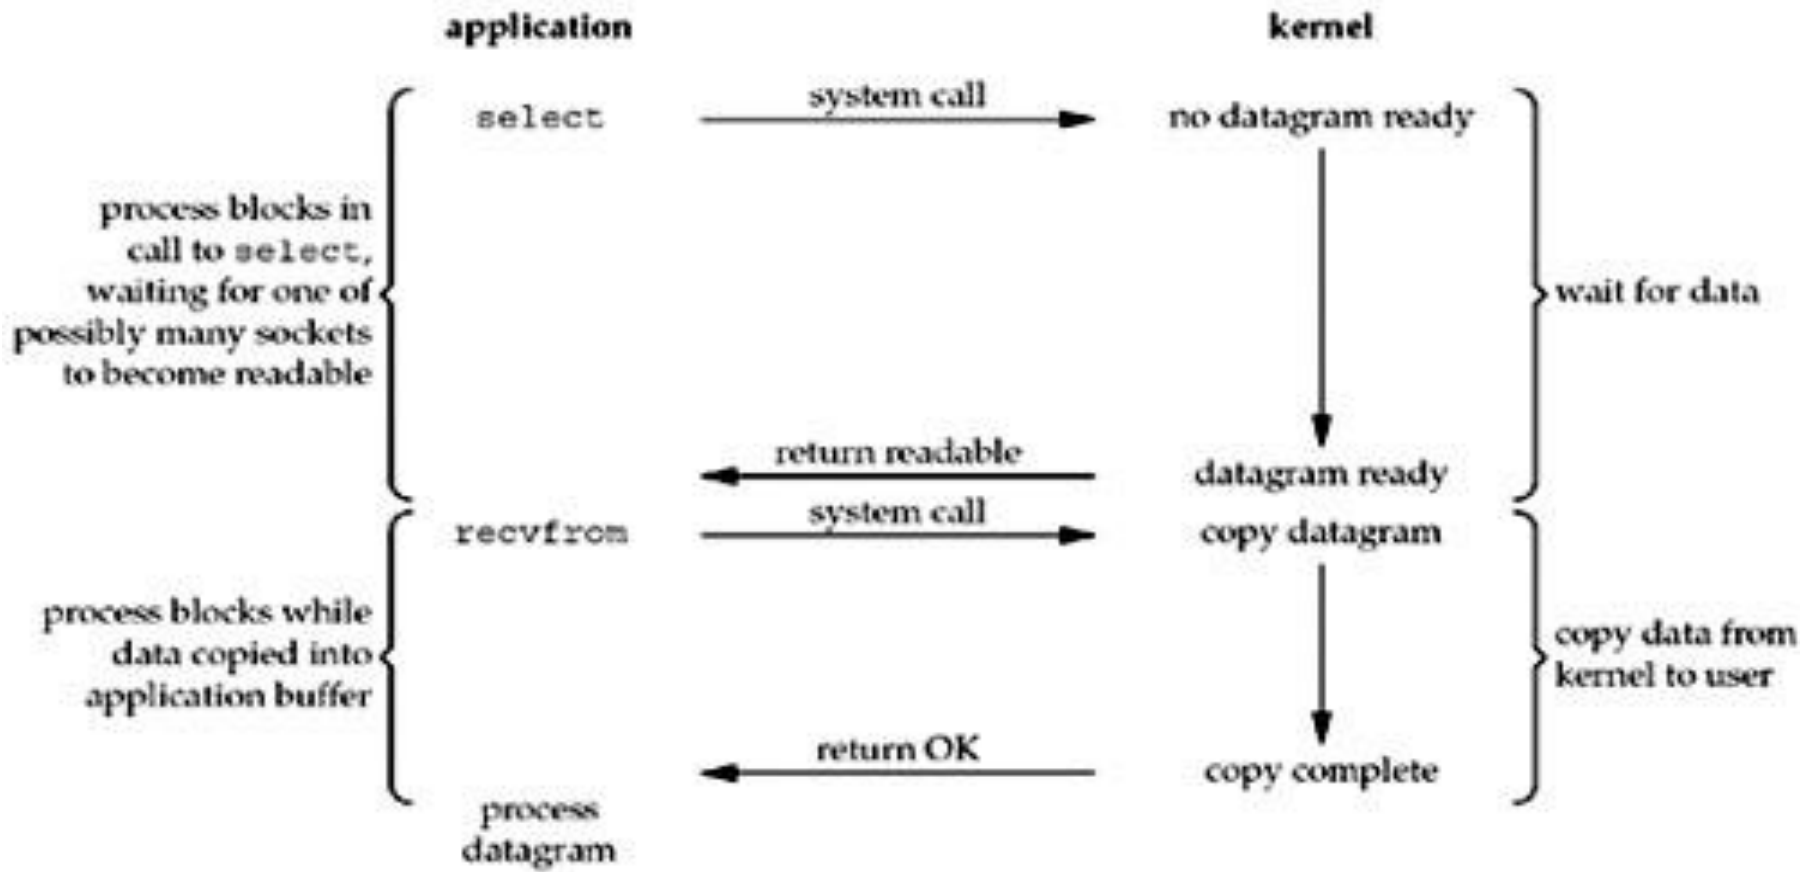 application
kernel
select
system call
no datagram ready
process blocks in
call to select,
waiting for one of
possibly many sockets
to become readable
wait for data
return readable
datagram ready
recvfrom
system call
copy datagram
process blocks while
data copied into
application buffer
copy data from
kernel to user
return OK
copy complete
process
datagram